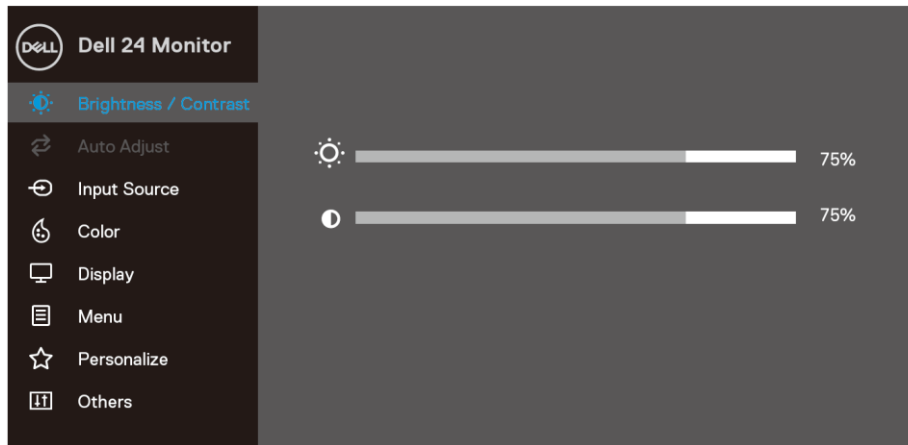 DELL
Dell 24 Monitor
Brightness / Contrast
Auto Adjust
75%
Input Source
75%
Color
Display
Menu
Personalize
Others